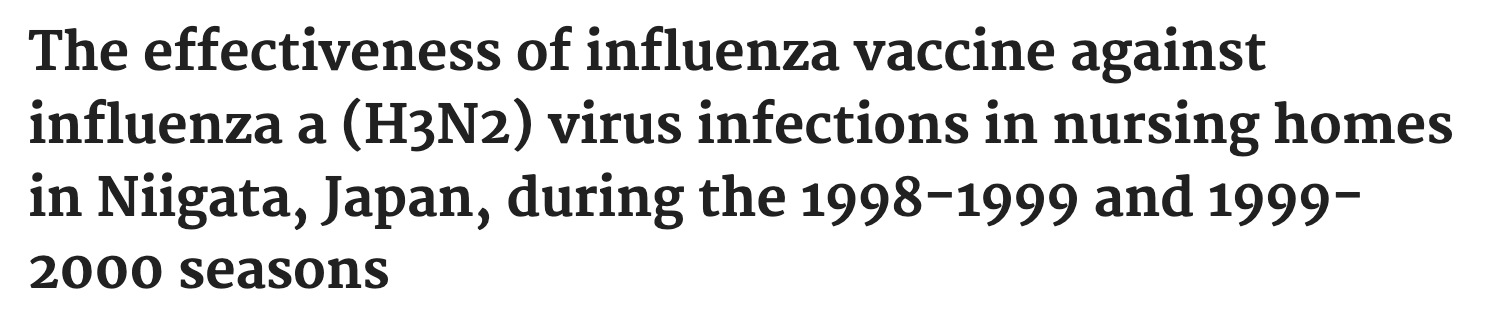 The effectiveness of influenza vaccine against
influenza a (H3N2) virus infections in nursing homes
in Niigata, Japan, during the 1998–1999 and 1999–
2000 seasons